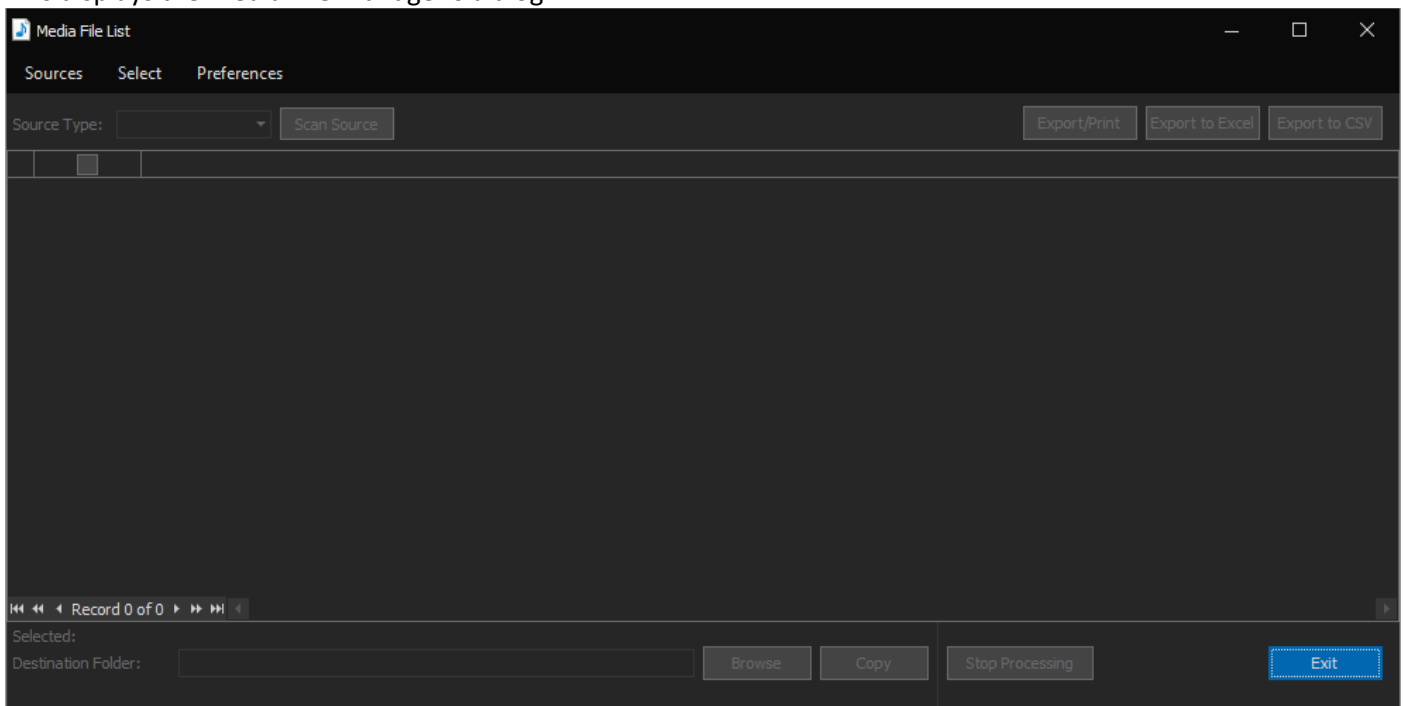 Media File List
Sources Select Preferences
Source Type: Scan Source Export/Print Export to Excel Export to CSV
Record 0 of 0
Selected:
Destination Folder: Browse Copy Stop Processing Exit